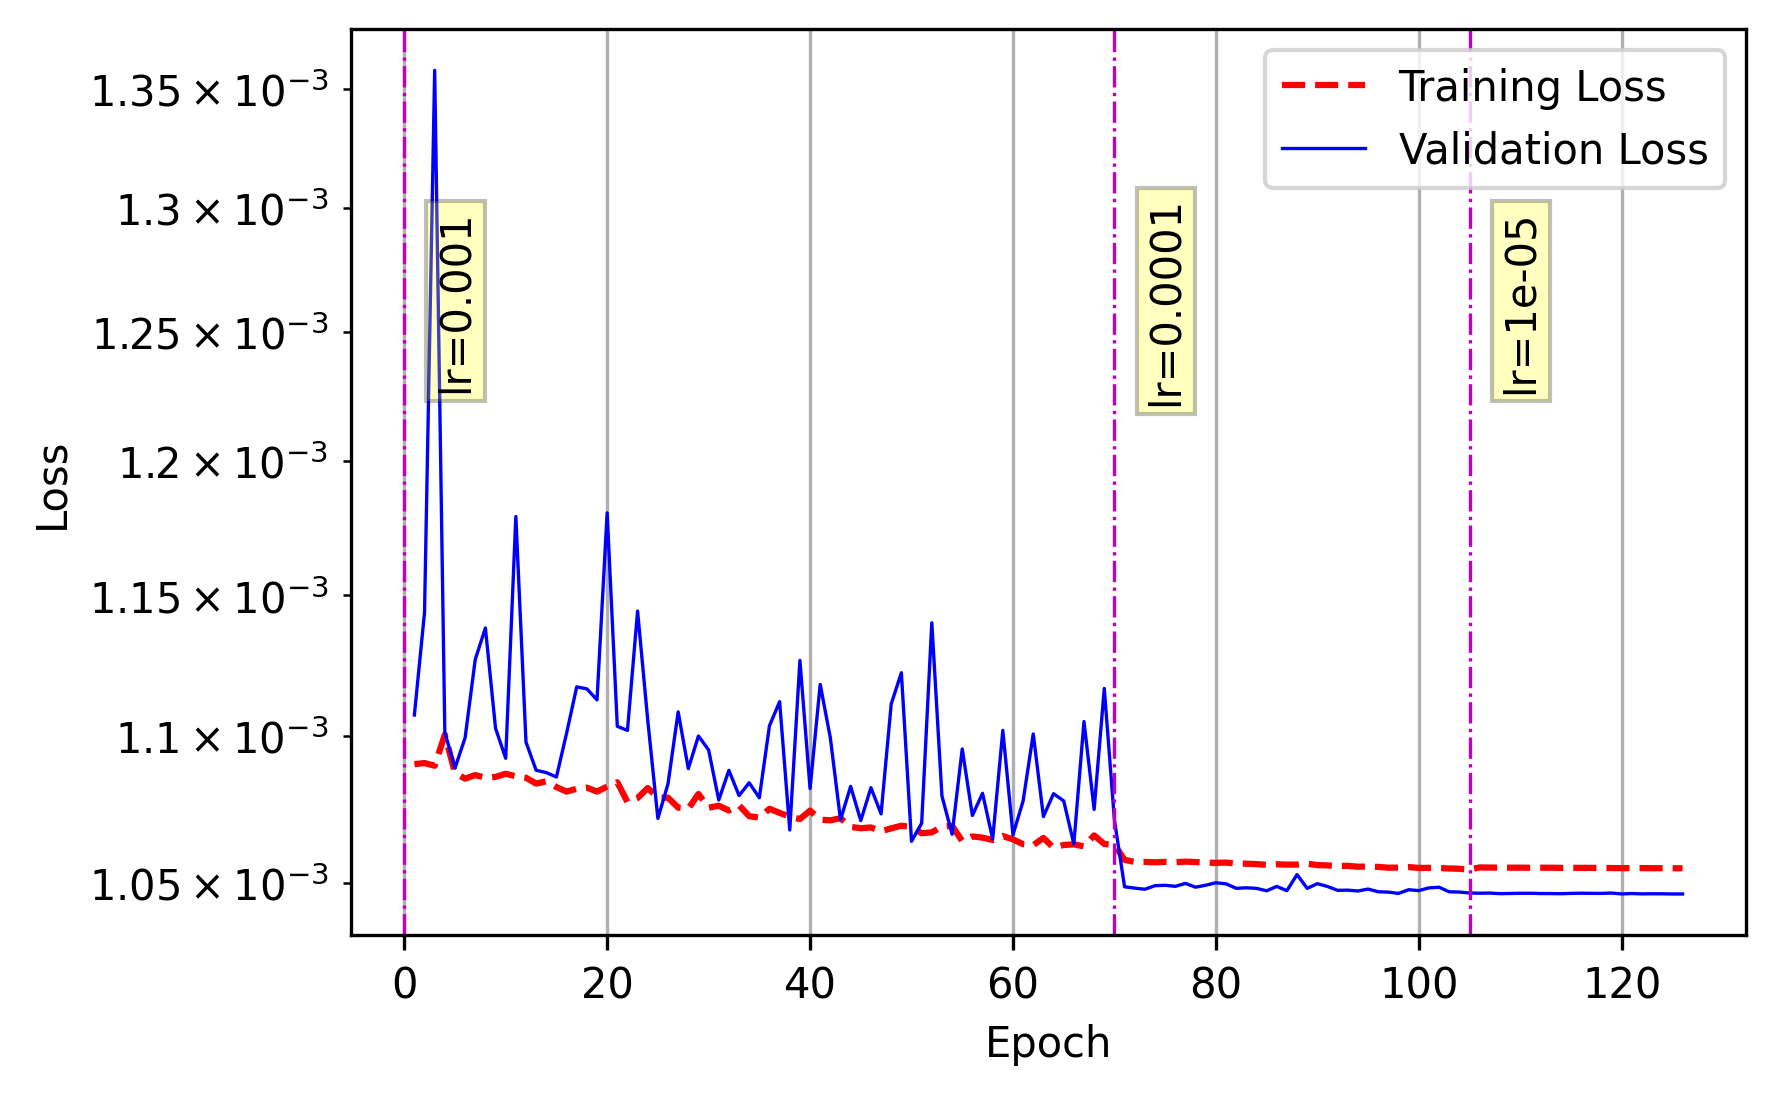 Training Loss
Validation Loss
lr=0.001
lr=0.0001
lr=1e-05
1.35 × 10⁻³
1.3 × 10⁻³
1.25 × 10⁻³
1.2 × 10⁻³
1.15 × 10⁻³
1.1 × 10⁻³
1.05 × 10⁻³
Loss
0 20 40 60 80 100 120
Epoch